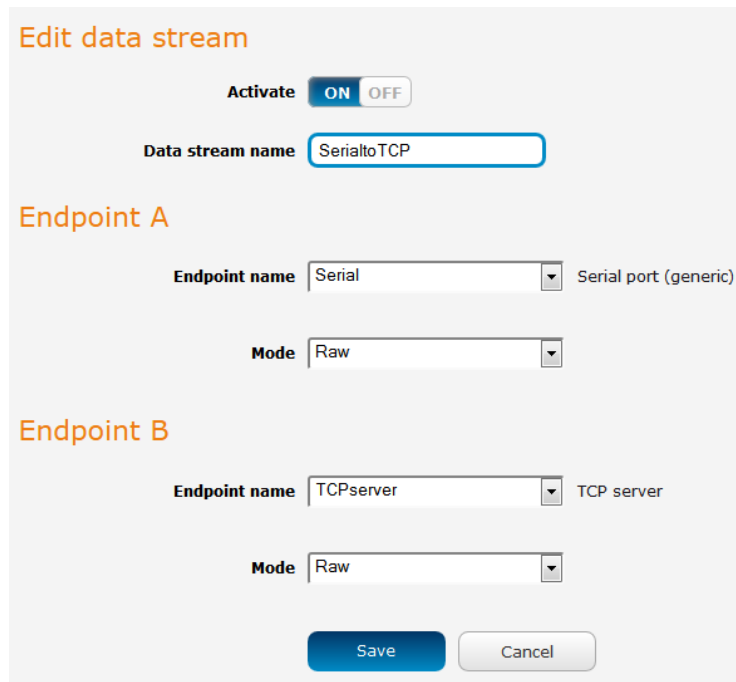 Edit data stream
Activate ON OFF
Data stream name SerialtoTCP
Endpoint A
Endpoint name Serial Serial port (generic)
Mode Raw
Endpoint B
Endpoint name TCPserver TCP server
Mode Raw
Save Cancel